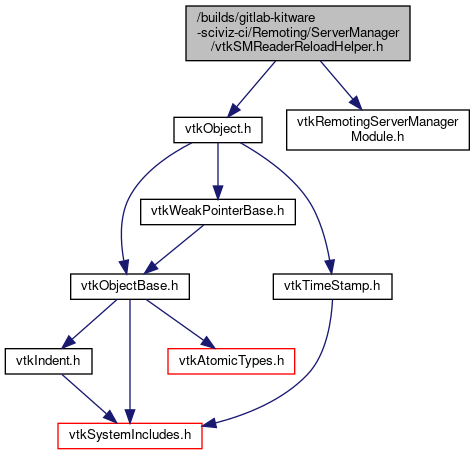 /builds/gitlab-kitware
-sciviz-ci/Remoting/ServerManager
/vtkSMReaderReloadHelper.h
vtkObject.h
vtkRemotingServerManager
Module.h
vtkWeakPointerBase.h
vtkObjectBase.h
vtkTimeStamp.h
vtkIndent.h
vtkAtomicTypes.h
vtkSystemIncludes.h